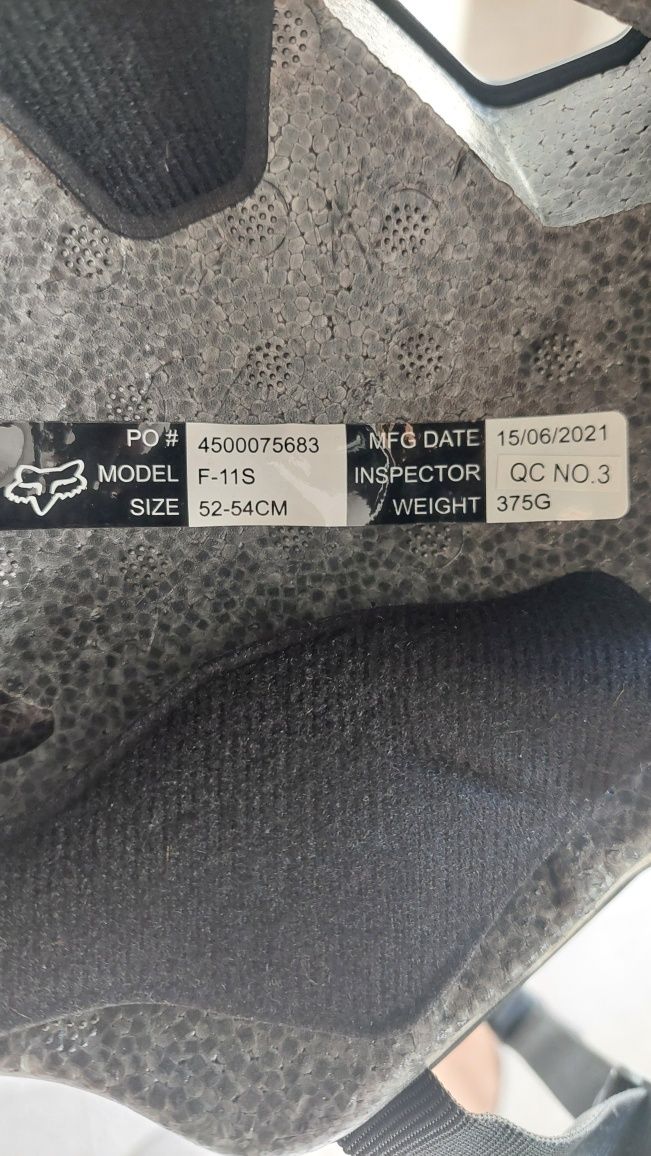 PO # 4500075683 MFG DATE 15/06/2021
MODEL F-11S INSPECTOR QC NO.3
SIZE 52-54CM WEIGHT 375G